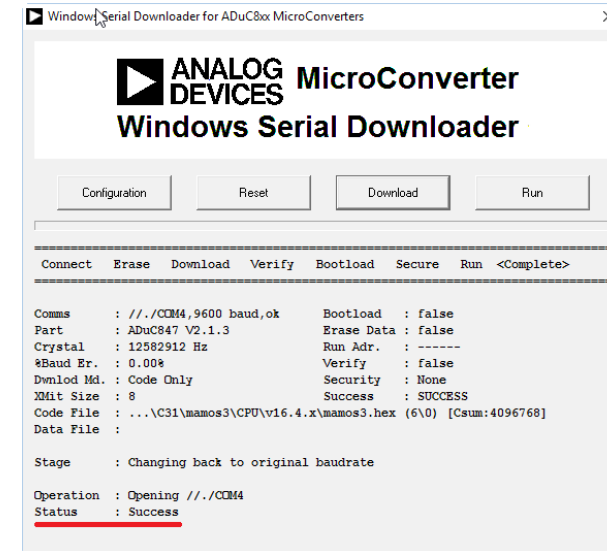 Windows Serial Downloader for ADuC8xx MicroConverters
ANALOG DEVICES MicroConverter
Windows Serial Downloader
Configuration Reset Download Run
Connect Erase Download Verify Bootload Secure Run <Complete>
Comms : //./COM4,9600 baud,ok Bootload : false
Part : ADuC847 V2.1.3 Erase Data : false
Crystal : 12582912 Hz Run Adr. : ------
%Baud Er. : 0.00% Verify : false
Dwnlod Md. : Code Only Security : None
XMit Size : 8 Success : SUCCESS
Code File : ...\C31\mamos3\CPU\v16.4.x\mamos3.hex (6\0) [Csum:4096768]
Data File :
Stage : Changing back to original baudrate
Operation : Opening //./COM4
Status : Success